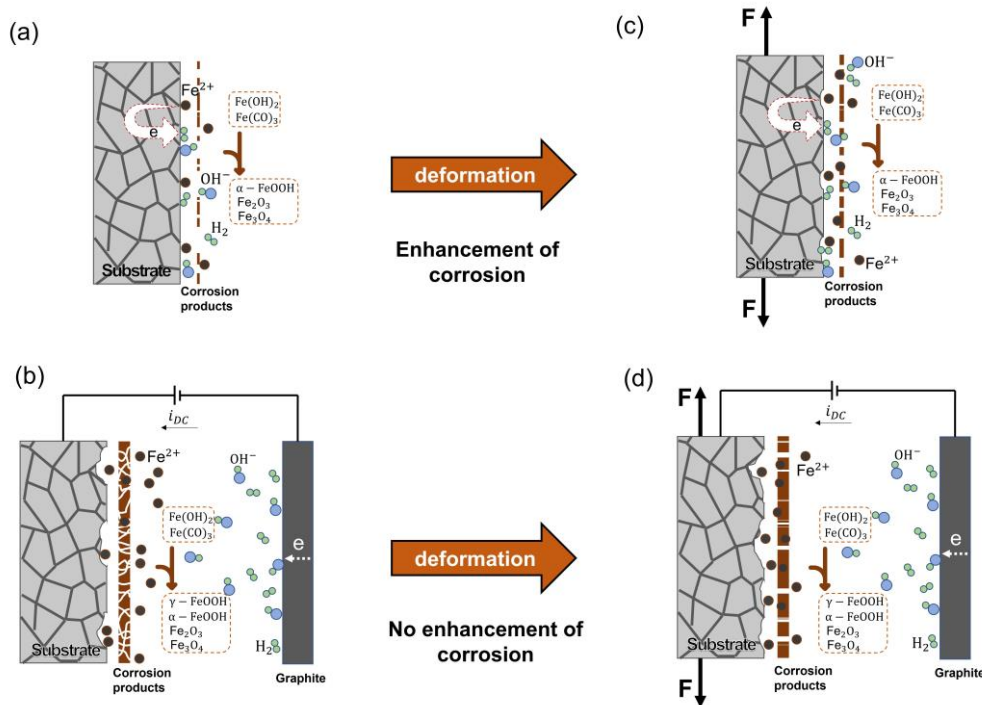 (a)
Fe²⁺
Fe(OH)₂
Fe(CO)₃
e
OH⁻
α − FeOOH
Fe₂O₃
Fe₃O₄
H₂
Substrate
Corrosion
products
deformation
Enhancement of
corrosion
(c)
F
OH⁻
Fe(OH)₂
Fe(CO)₃
e
α − FeOOH
Fe₂O₃
Fe₃O₄
H₂
Fe²⁺
Substrate
F
Corrosion
products
(b)
i_DC
Fe²⁺
OH⁻
Fe(OH)₂
Fe(CO)₃
e
γ − FeOOH
α − FeOOH
Fe₂O₃
Fe₃O₄
H₂
Substrate
Corrosion
products
Graphite
deformation
No enhancement of
corrosion
(d)
F
i_DC
Fe²⁺
OH⁻
Fe(OH)₂
Fe(CO)₃
e
γ − FeOOH
α − FeOOH
Fe₂O₃
Fe₃O₄
H₂
Substrate
F
Corrosion
products
Graphite